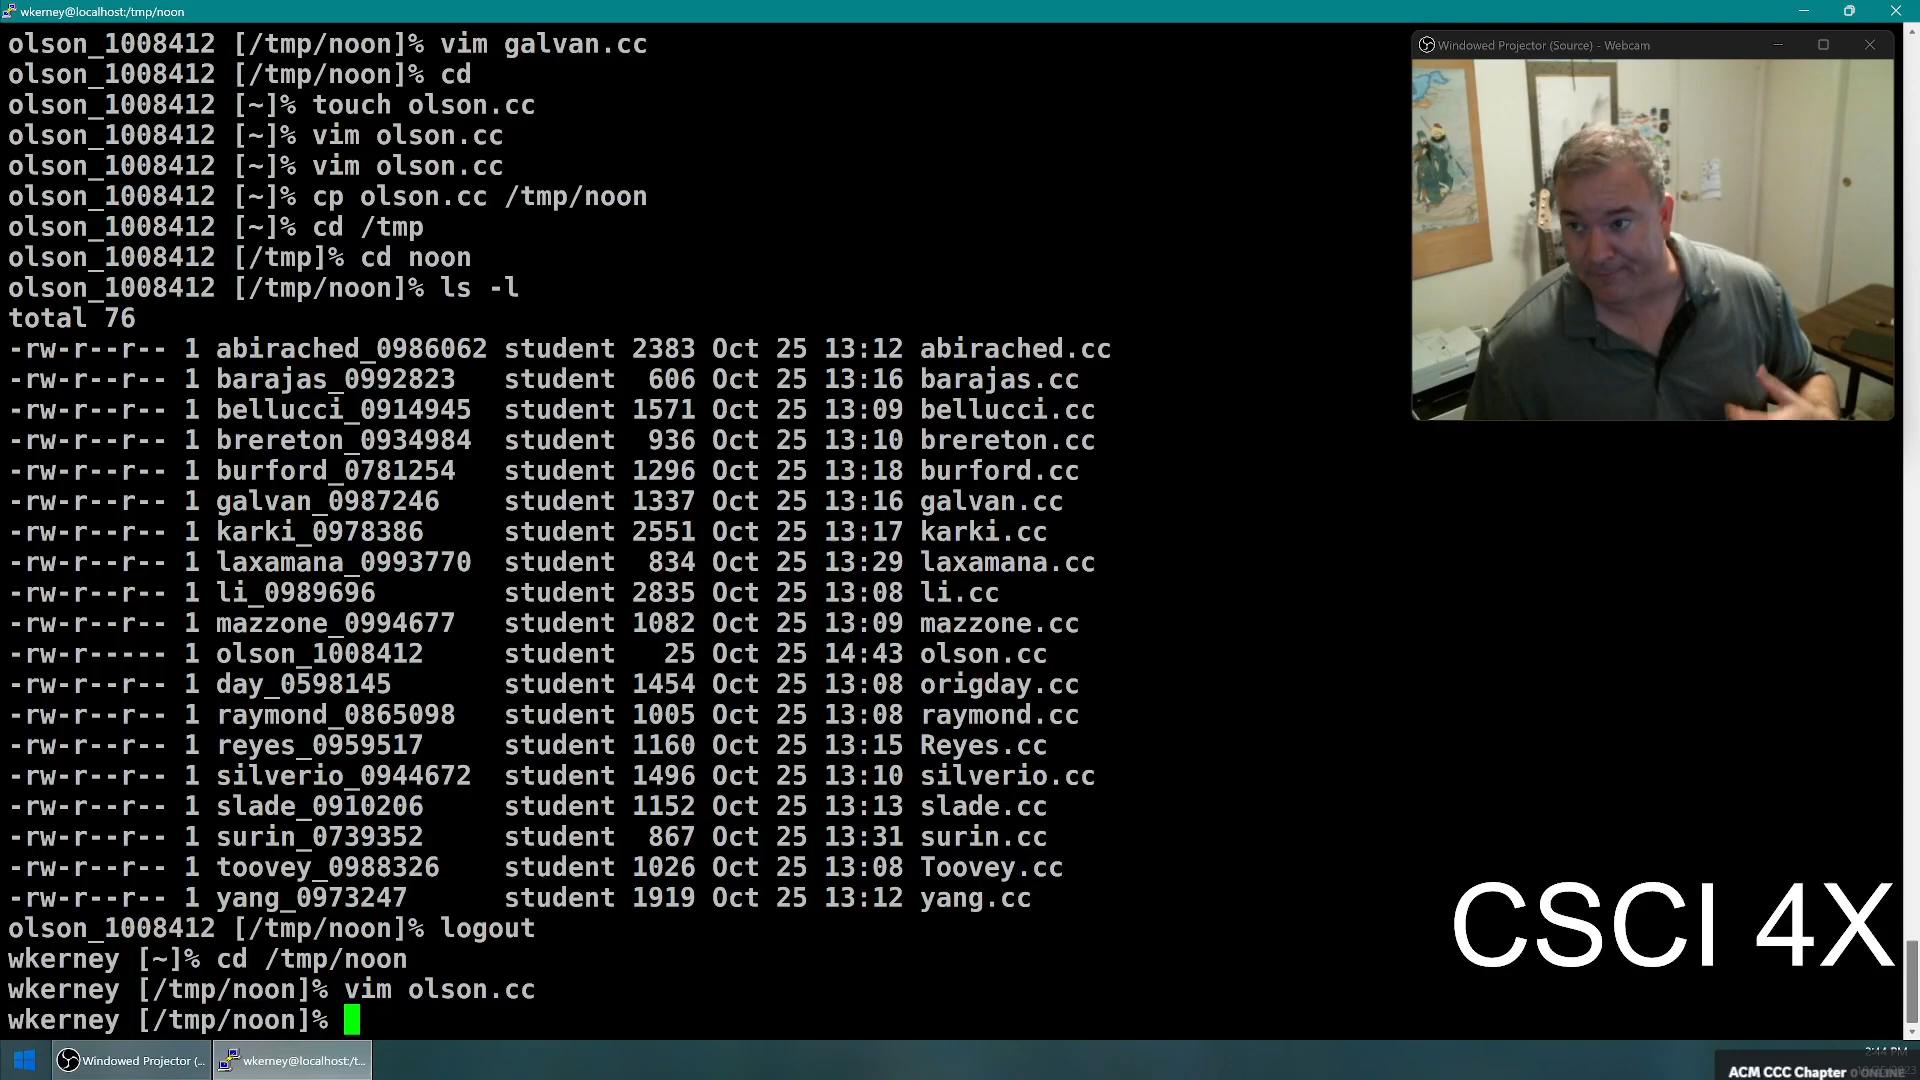 wkerney@localhost:/tmp/noon
olson_1008412 [/tmp/noon]% vim galvan.cc
olson_1008412 [/tmp/noon]% cd
olson_1008412 [~]% touch olson.cc
olson_1008412 [~]% vim olson.cc
olson_1008412 [~]% vim olson.cc
olson_1008412 [~]% cp olson.cc /tmp/noon
olson_1008412 [~]% cd /tmp
olson_1008412 [/tmp]% cd noon
olson_1008412 [/tmp/noon]% ls -l
total 76
-rw-r--r-- 1 abirached_0986062 student 2383 Oct 25 13:12 abirached.cc
-rw-r--r-- 1 barajas_0992823   student  606 Oct 25 13:16 barajas.cc
-rw-r--r-- 1 bellucci_0914945  student 1571 Oct 25 13:09 bellucci.cc
-rw-r--r-- 1 brereton_0934984  student  936 Oct 25 13:10 brereton.cc
-rw-r--r-- 1 burford_0781254   student 1296 Oct 25 13:18 burford.cc
-rw-r--r-- 1 galvan_0987246    student 1337 Oct 25 13:16 galvan.cc
-rw-r--r-- 1 karki_0978386     student 2551 Oct 25 13:17 karki.cc
-rw-r--r-- 1 laxamana_0993770  student  834 Oct 25 13:29 laxamana.cc
-rw-r--r-- 1 li_0989696        student 2835 Oct 25 13:08 li.cc
-rw-r--r-- 1 mazzone_0994677   student 1082 Oct 25 13:09 mazzone.cc
-rw-r----- 1 olson_1008412     student   25 Oct 25 14:43 olson.cc
-rw-r--r-- 1 day_0598145       student 1454 Oct 25 13:08 origday.cc
-rw-r--r-- 1 raymond_0865098   student 1005 Oct 25 13:08 raymond.cc
-rw-r--r-- 1 reyes_0959517     student 1160 Oct 25 13:15 Reyes.cc
-rw-r--r-- 1 silverio_0944672  student 1496 Oct 25 13:10 silverio.cc
-rw-r--r-- 1 slade_0910206     student 1152 Oct 25 13:13 slade.cc
-rw-r--r-- 1 surin_0739352     student  867 Oct 25 13:31 surin.cc
-rw-r--r-- 1 toovey_0988326    student 1026 Oct 25 13:08 Toovey.cc
-rw-r--r-- 1 yang_0973247      student 1919 Oct 25 13:12 yang.cc
olson_1008412 [/tmp/noon]% logout
wkerney [~]% cd /tmp/noon
wkerney [/tmp/noon]% vim olson.cc
wkerney [/tmp/noon]%
Windowed Projector (Source) - Webcam
CSCI 4X
Windowed Projector (...
wkerney@localhost:/t...
2:44 PM
ACM CCC Chapter 0 ONLINE